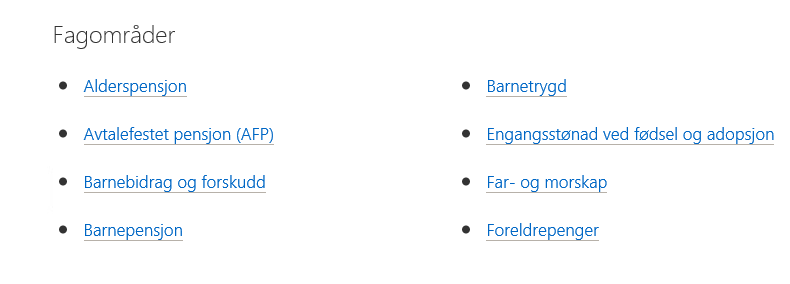 Fagområder
Alderspensjon
Avtalefestet pensjon (AFP)
Barnebidrag og forskudd
Barnepensjon
Barnetrygd
Engangsstønad ved fødsel og adopsjon
Far- og morskap
Foreldrepenger